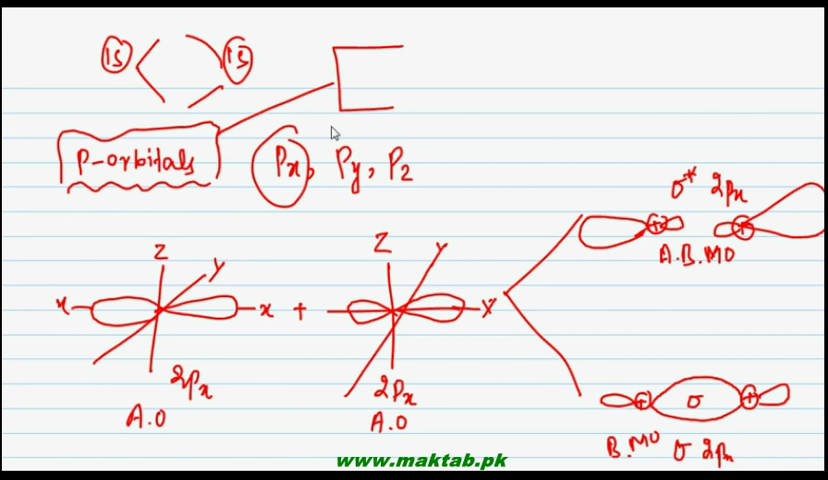 1s 1s
P-orbitals Px, Py, Pz
σ* 2px
A.B.MO
Z y Z y
x x + x
2px 2Px
A.O A.O
σ
B.MO σ 2px
www.maktab.pk